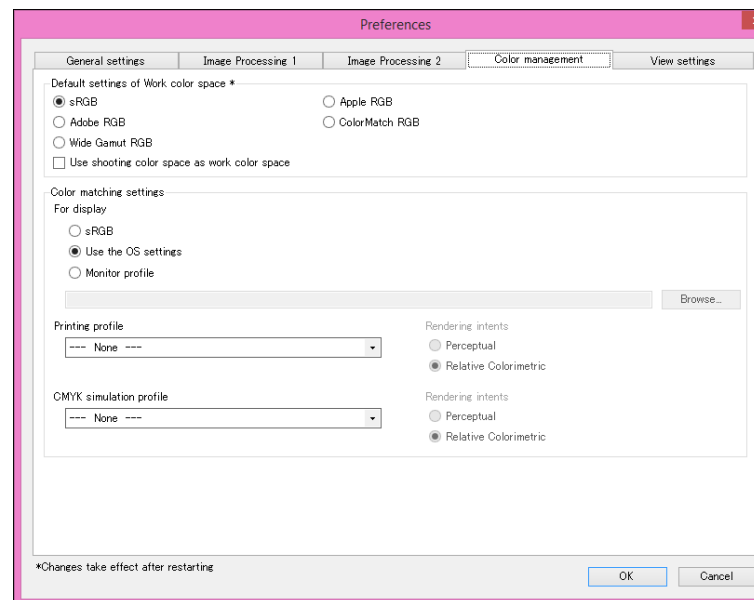 Preferences
General settings
Image Processing 1
Image Processing 2
Color management
View settings
Default settings of Work color space *
sRGB
Apple RGB
Adobe RGB
ColorMatch RGB
Wide Gamut RGB
Use shooting color space as work color space
Color matching settings
For display
sRGB
Use the OS settings
Monitor profile
Browse...
Printing profile
Rendering intents
--- None ---
Perceptual
Relative Colorimetric
CMYK simulation profile
Rendering intents
--- None ---
Perceptual
Relative Colorimetric
*Changes take effect after restarting
OK
Cancel